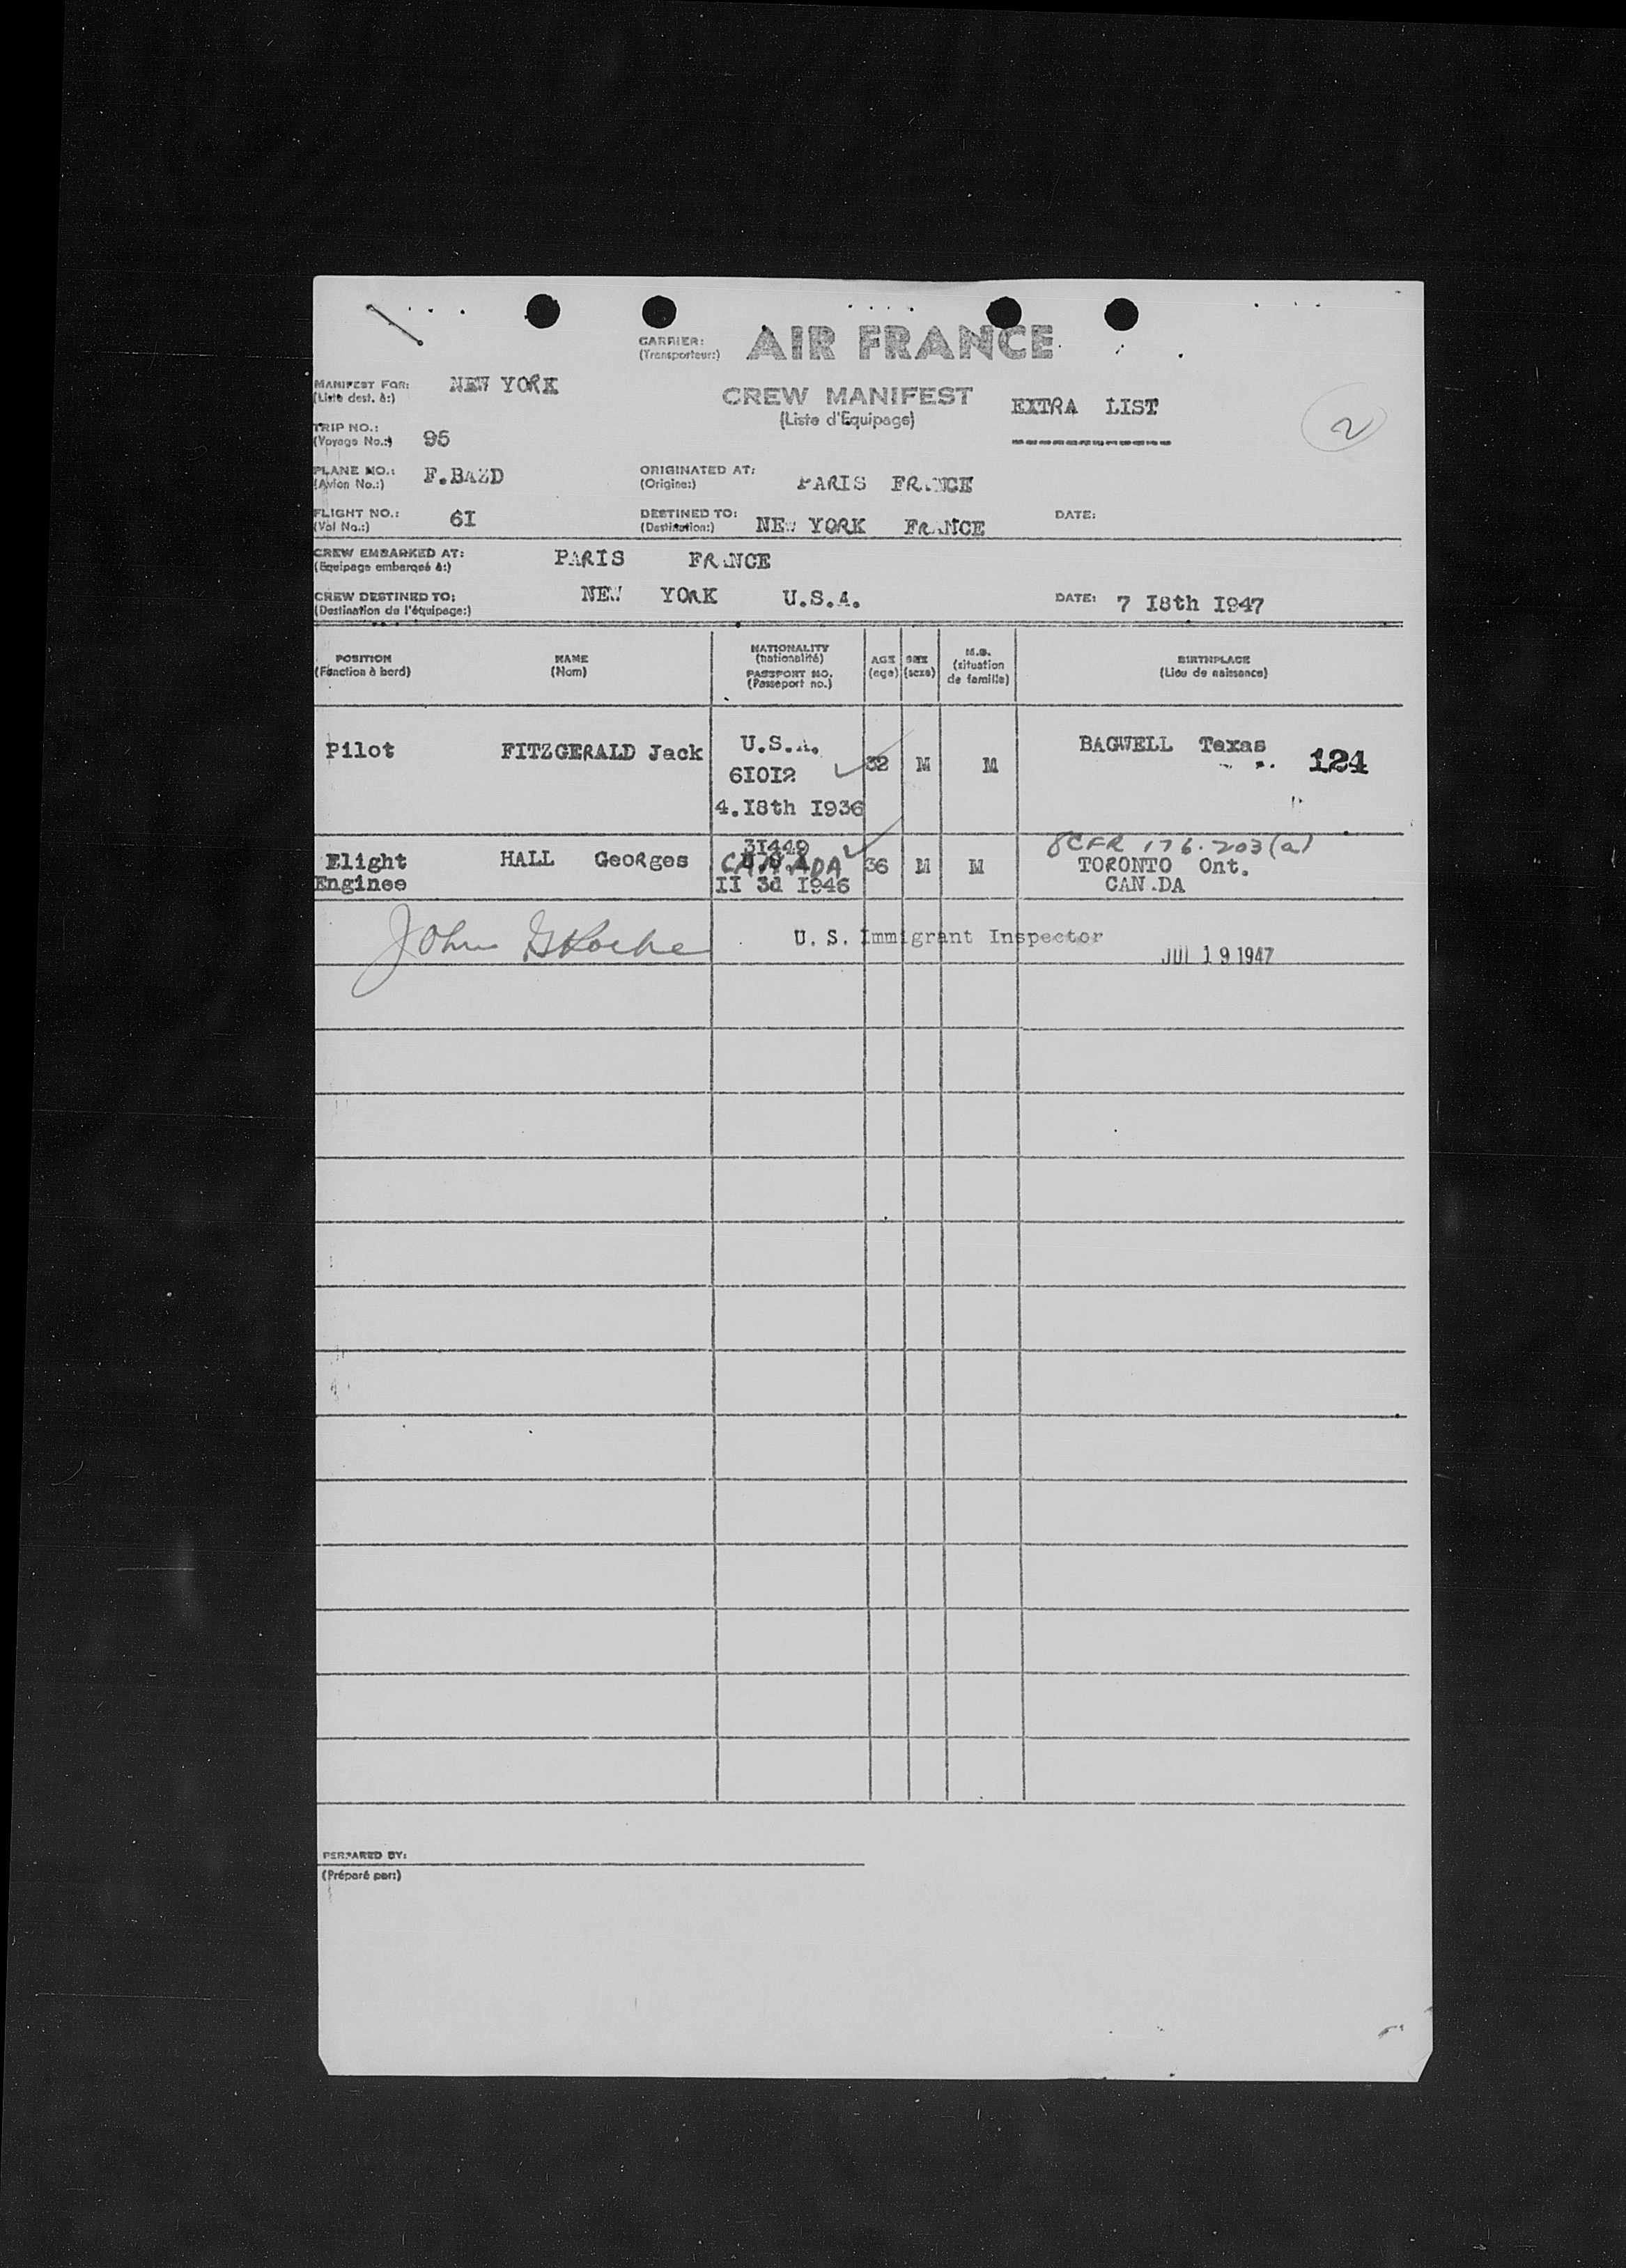 CARRIER: AIR FRANCE
(Transporteur:)
MANIFEST FOR: NEW YORK
(Liste dest. à:)
CREW MANIFEST
(Liste d'Equipage)
EXTRA LIST
2
TRIP NO.:
(Voyage No.:) 95
PLANE NO.: F.BAZD
(Avion No.:)
ORIGINATED AT: PARIS FRANCE
(Origine:)
FLIGHT NO.: 6I
(Vol No.:)
DESTINED TO: NEW YORK FRANCE
(Destination:)
DATE:
CREW EMBARKED AT: PARIS FRANCE
(Equipage embarqué à:)
CREW DESTINED TO: NEW YORK U.S.A.
(Destination de l'équipage:)
DATE: 7 I8th I947
POSITION
(Fonction à bord)
NAME
(Nom)
NATIONALITY
(nationalité)
PASSPORT NO.
(Passeport no.)
AGE
(age)
SEX
(sexe)
M.S.
(situation
de famille)
BIRTHPLACE
(Lieu de naissance)
Pilot FITZGERALD Jack U.S.A. 32 M M BAGWELL Texas 124
6I0I2
4.I8th I936
31449
8CFR 176.203(a)
Flight HALL GeoRges CANADA 36 M M TORONTO Ont.
Enginee II 3d I946 CANADA
John G Roche U. S. Immigrant Inspector
JUL 19 1947
PERPARED BY:
(Préparé par:)